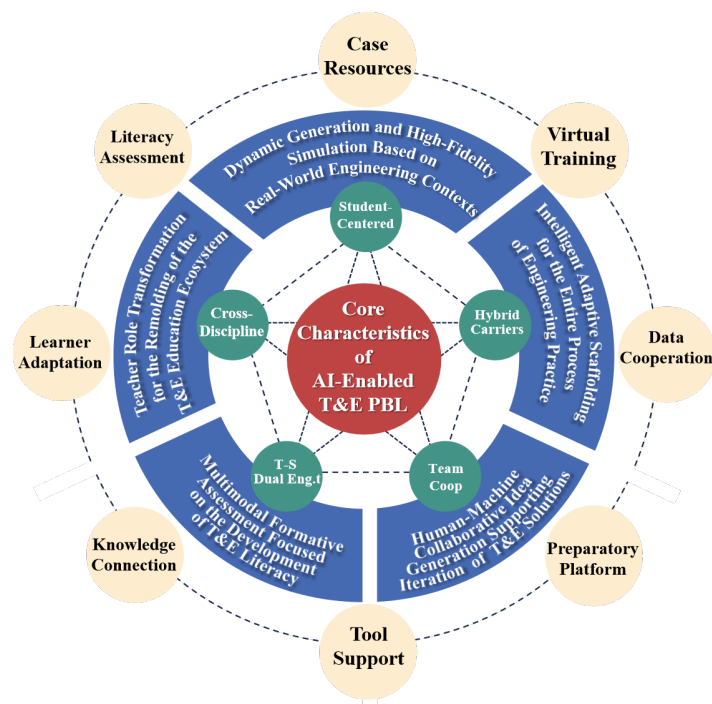 Case
Resources
Literacy
Assessment
Virtual
Training
Dynamic Generation and High-Fidelity
Simulation Based on
Real-World Engineering Contexts
Student-
Centered
Teacher Role Transformation
for the Remolding of the
T&E Education Ecosystem
Intelligent Adaptive Scaffolding
for the Entire Process
of Engineering Practice
Cross-
Discipline
Hybrid
Carriers
Core
Characteristics
of
AI-Enabled
T&E PBL
Learner
Adaptation
Data
Cooperation
T-S
Dual Eng.t
Team
Coop
Multimodal Formative
Assessment Focused
on the Development
of T&E Literacy
Human-Machine
Collaborative Idea
Generation Supporting
Iteration of T&E Solutions
Knowledge
Connection
Preparatory
Platform
Tool
Support